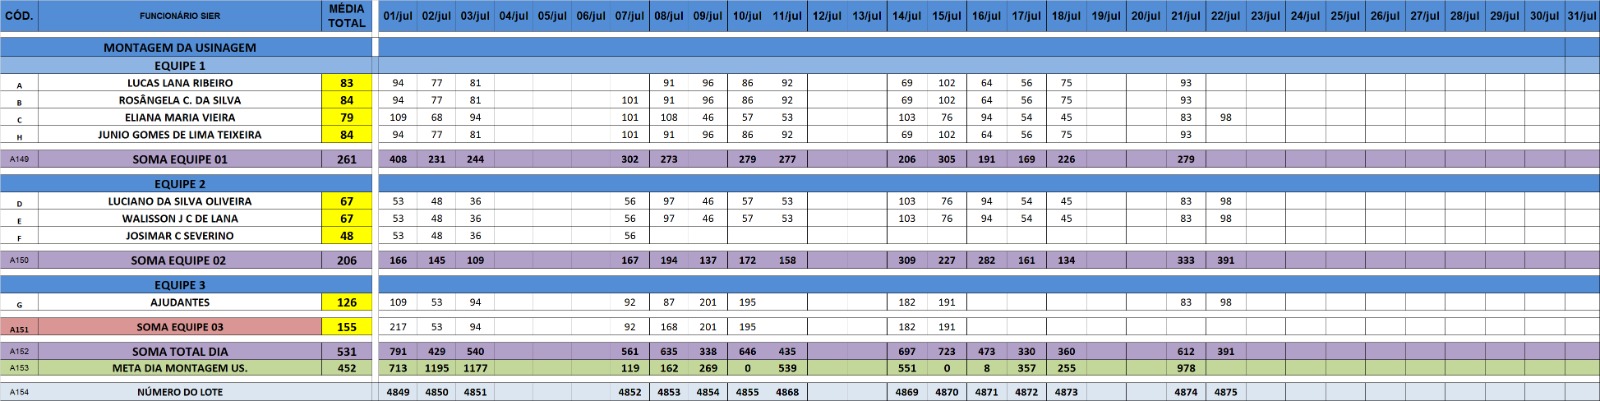 CÓD. FUNCIONÁRIO SIER MÉDIA TOTAL 01/jul 02/jul 03/jul 04/jul 05/jul 06/jul 07/jul 08/jul 09/jul 10/jul 11/jul 12/jul 13/jul 14/jul 15/jul 16/jul 17/jul 18/jul 19/jul 20/jul 21/jul 22/jul 23/jul 24/jul 25/jul 26/jul 27/jul 28/jul 29/jul 30/jul 31/jul
MONTAGEM DA USINAGEM
EQUIPE 1
A LUCAS LANA RIBEIRO 83 94 77 81 91 96 86 92 69 102 64 56 75 93
B ROSÂNGELA C. DA SILVA 84 94 77 81 101 91 96 86 92 69 102 64 56 75 93
C ELIANA MARIA VIEIRA 79 109 68 94 101 108 46 57 53 103 76 94 54 45 83 98
H JUNIO GOMES DE LIMA TEIXEIRA 84 94 77 81 101 91 96 86 92 69 102 64 56 75 93
A149 SOMA EQUIPE 01 261 408 231 244 302 273 279 277 206 305 191 169 226 279
EQUIPE 2
D LUCIANO DA SILVA OLIVEIRA 67 53 48 36 56 97 46 57 53 103 76 94 54 45 83 98
E WALISSON J C DE LANA 67 53 48 36 56 97 46 57 53 103 76 94 54 45 83 98
F JOSIMAR C SEVERINO 48 53 48 36 56
A150 SOMA EQUIPE 02 206 166 145 109 167 194 137 172 158 309 227 282 161 134 333 391
EQUIPE 3
G AJUDANTES 126 109 53 94 92 87 201 195 182 191 83 98
A151 SOMA EQUIPE 03 155 217 53 94 92 168 201 195 182 191
A152 SOMA TOTAL DIA 531 791 429 540 561 635 338 646 435 697 723 473 330 360 612 391
A153 META DIA MONTAGEM US. 452 713 1195 1177 119 162 269 0 539 551 0 8 357 255 978
A154 NÚMERO DO LOTE 4849 4850 4851 4852 4853 4854 4855 4868 4869 4870 4871 4872 4873 4874 4875